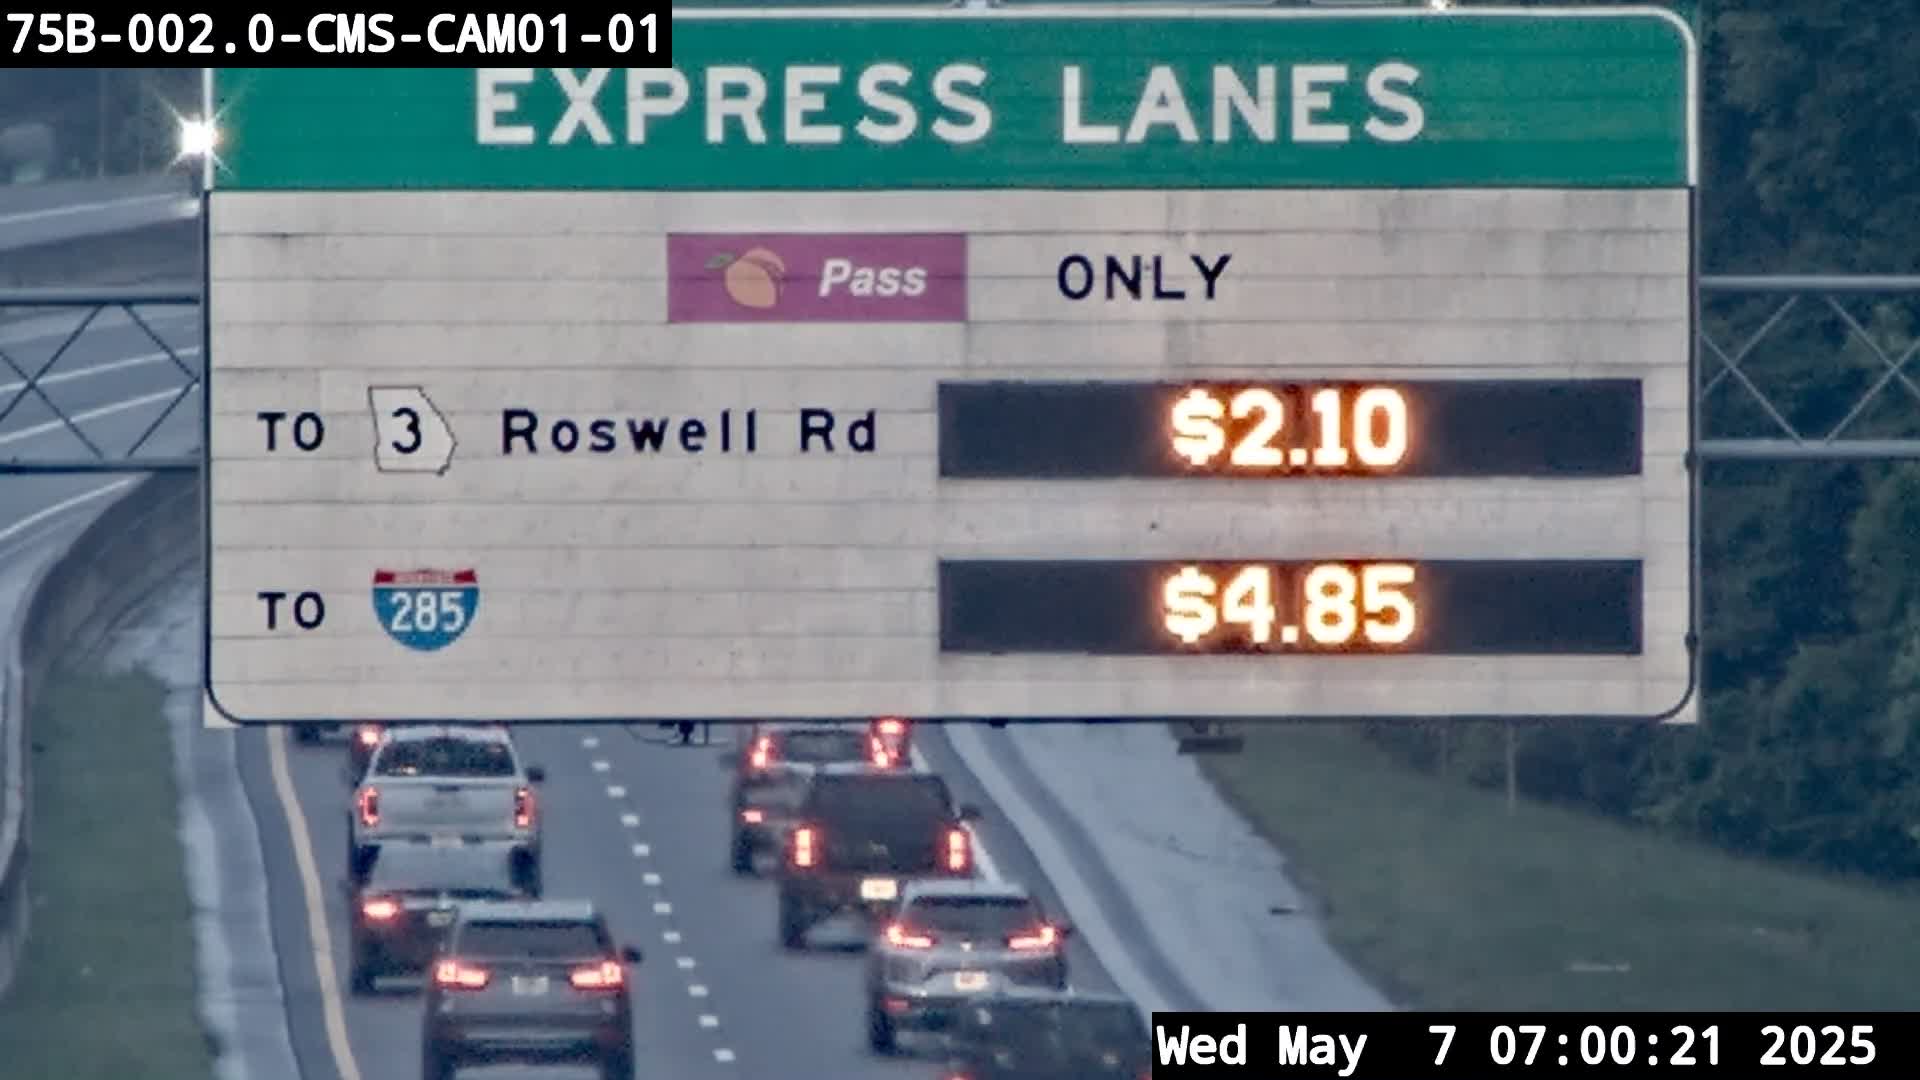 75B-002.0-CMS-CAM01-01
EXPRESS LANES
Pass ONLY
TO 3 Roswell Rd $2.10
TO 285 $4.85
Wed May 7 07:00:21 2025